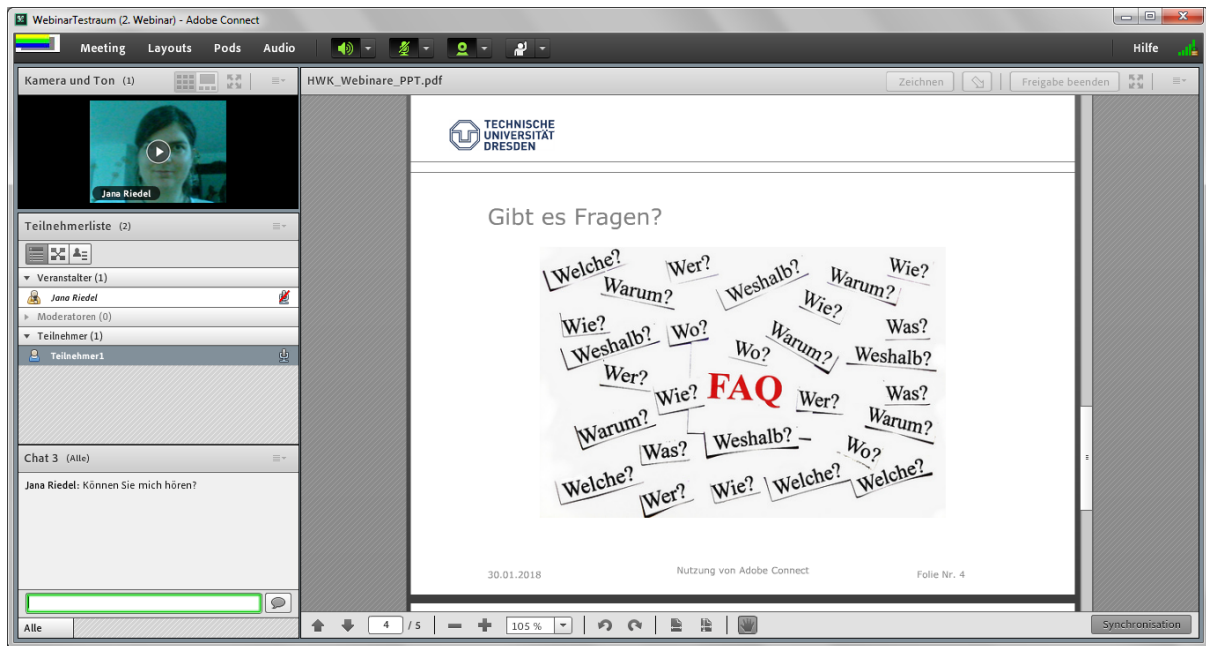 WebinarTestraum (2. Webinar) - Adobe Connect
Meeting Layouts Pods Audio Hilfe
Kamera und Ton (1)
Jana Riedel
Teilnehmerliste (2)
Veranstalter (1)
Jana Riedel
Moderatoren (0)
Teilnehmer (1)
Teilnehmer1
Chat 3 (Alle)
Jana Riedel: Können Sie mich hören?
Alle
HWK_Webinare_PPT.pdf
Zeichnen Freigabe beenden
TECHNISCHE
UNIVERSITÄT
DRESDEN
Gibt es Fragen?
Welche? Wer? Weshalb? Warum? Wie?
Warum? Wie?
Wie? Wo? Warum? Was?
Weshalb? Wo? Weshalb?
Wer? Wie? FAQ Wer? Was?
Warum? Warum?
Was? Weshalb? Wo?
Welche? Wer? Wie? Welche? Welche?
30.01.2018 Nutzung von Adobe Connect Folie Nr. 4
4 / 5 105 % Synchronisation